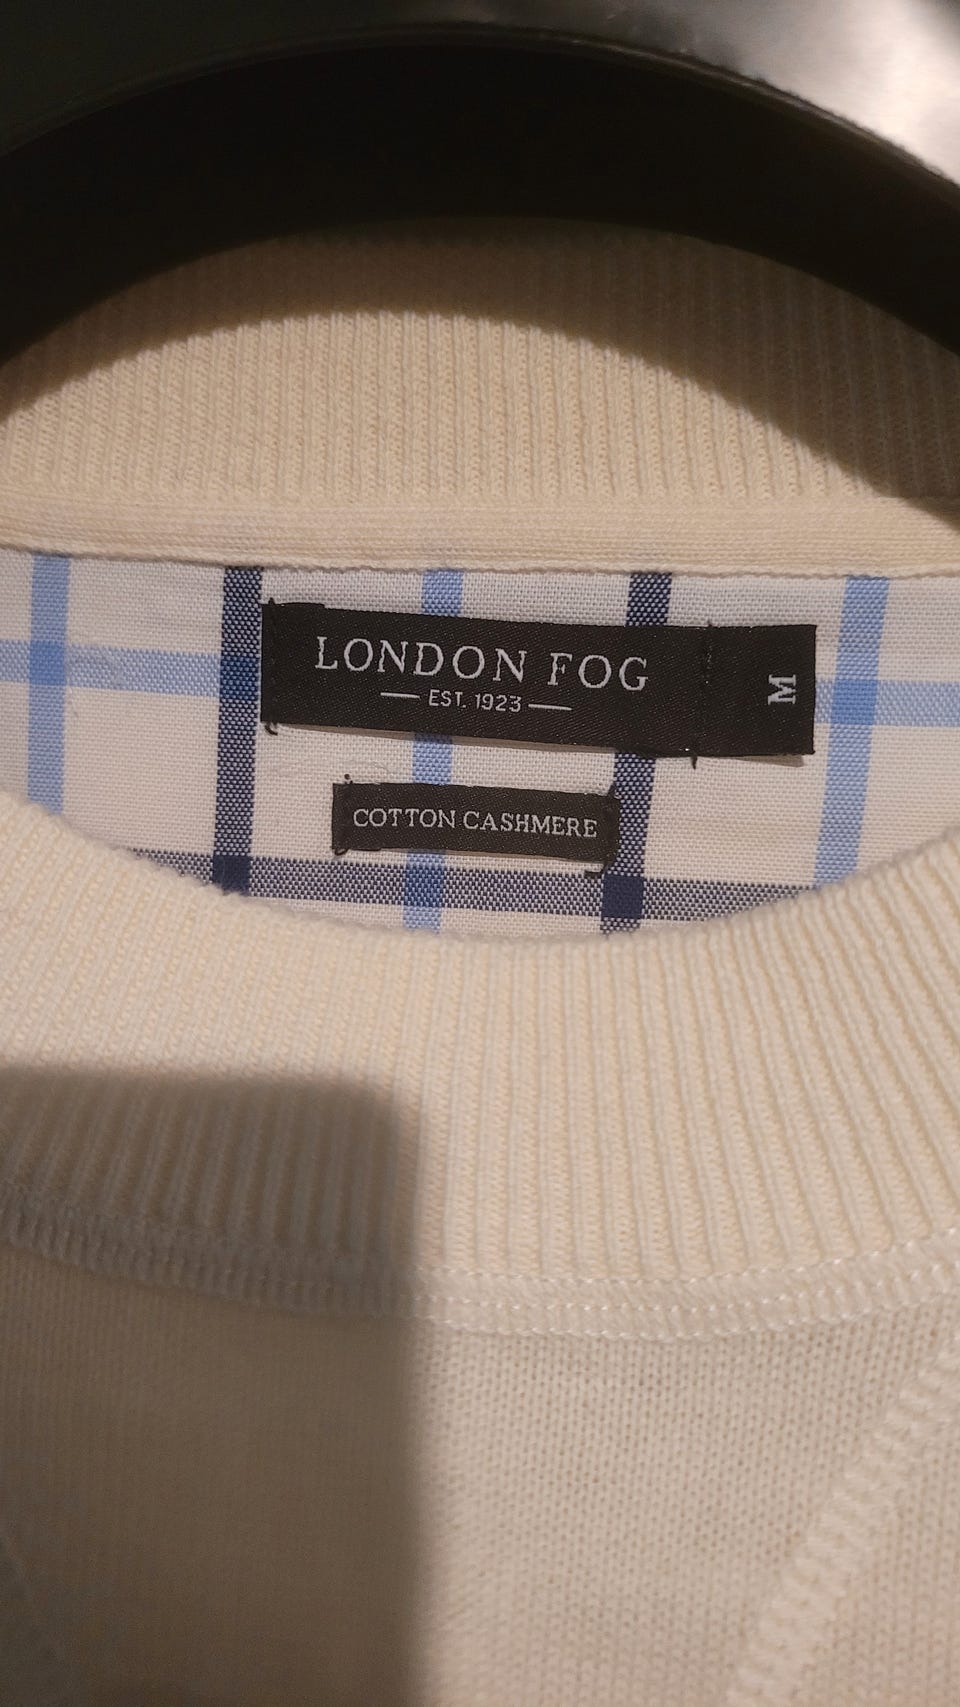 LONDON FOG
EST. 1923
M
COTTON CASHMERE